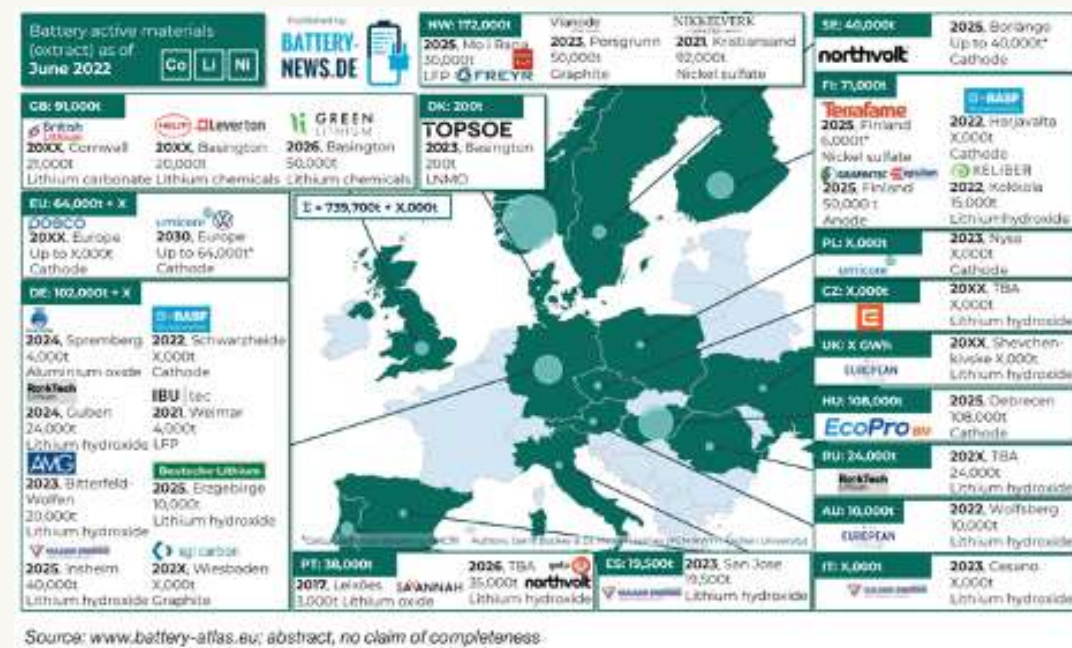 Battery active materials
(extract) as of
June 2022
Co Li Ni
Published by
BATTERY-
NEWS.DE
NW: 172,000t
2025, Mo i Rana
30,000t
LFP FREYR
Vianode
2023, Porsgrunn
50,000t
Graphite
NIKKELVERK
2021, Kristiansand
92,000t
Nickel sulfate
SE: 40,000t
northvolt
2025, Borlänge
Up to 40,000t*
Cathode
GB: 91,000t
British
20XX, Cornwall
21,000t
Lithium carbonate
Leverton
20XX, Basington
20,000t
Lithium chemicals
GREEN
LITHIUM
2026, Basington
50,000t
Lithium chemicals
DK: 200t
TOPSOE
2023, Basington
200t
LNMO
FI: 71,000t
Terrafame
2025, Finland
6,000t*
Nickel sulfate
BASF
2022, Harjavalta
X,000t
Cathode
epsilon
2025, Finland
50,000 t
Anode
KELIBER
2022, Kokkola
15,000t
Lithiumhydroxide
EU: 64,000t + X
posco
20XX, Europe
Up to X,000t
Cathode
umicore
2030, Europe
Up to 64,000t*
Cathode
Σ = 739,700t + X,000t
PL: X,000t
umicore
2023, Nysa
X,000t
Cathode
CZ: X,000t
20XX, TBA
X,000t
Lithium hydroxide
UK: X GWh
EUROPEAN
20XX, Shevchen-
kivske X,000t
Lithium hydroxide
HU: 108,000t
EcoPro BM
2025, Debrecen
108,000t
Cathode
RU: 24,000t
RockTech
202X, TBA
24,000t
Lithium hydroxide
AU: 10,000t
EUROPEAN
2022, Wolfsberg
10,000t
Lithium hydroxide
IT: X,000t
2023, Cesano
X,000t
Lithium hydroxide
DE: 102,000t + X
2024, Spremberg
4,000t
Aluminium oxide
BASF
2022, Schwarzheide
X,000t
Cathode
RockTech
2024, Guben
24,000t
Lithium hydroxide
IBU tec
2021, Weimar
4,000t
LFP
AMG
2023, Bitterfeld-
Wolfen
20,000t
Lithium hydroxide
Deutsche Lithium
2025, Erzgebirge
10,000t
Lithium hydroxide
2025, Insheim
40,000t
Lithium hydroxide
sgl carbon
202X, Wiesbaden
X,000t
Graphite
PT: 38,000t
2017, Leixões
3,000t Lithium oxide
SAVANNAH
2026, TBA
35,000t northvolt
Lithium hydroxide
ES: 19,500t
2023, San Jose
19,500t
Lithium hydroxide
Source: www.battery-atlas.eu; abstract, no claim of completeness